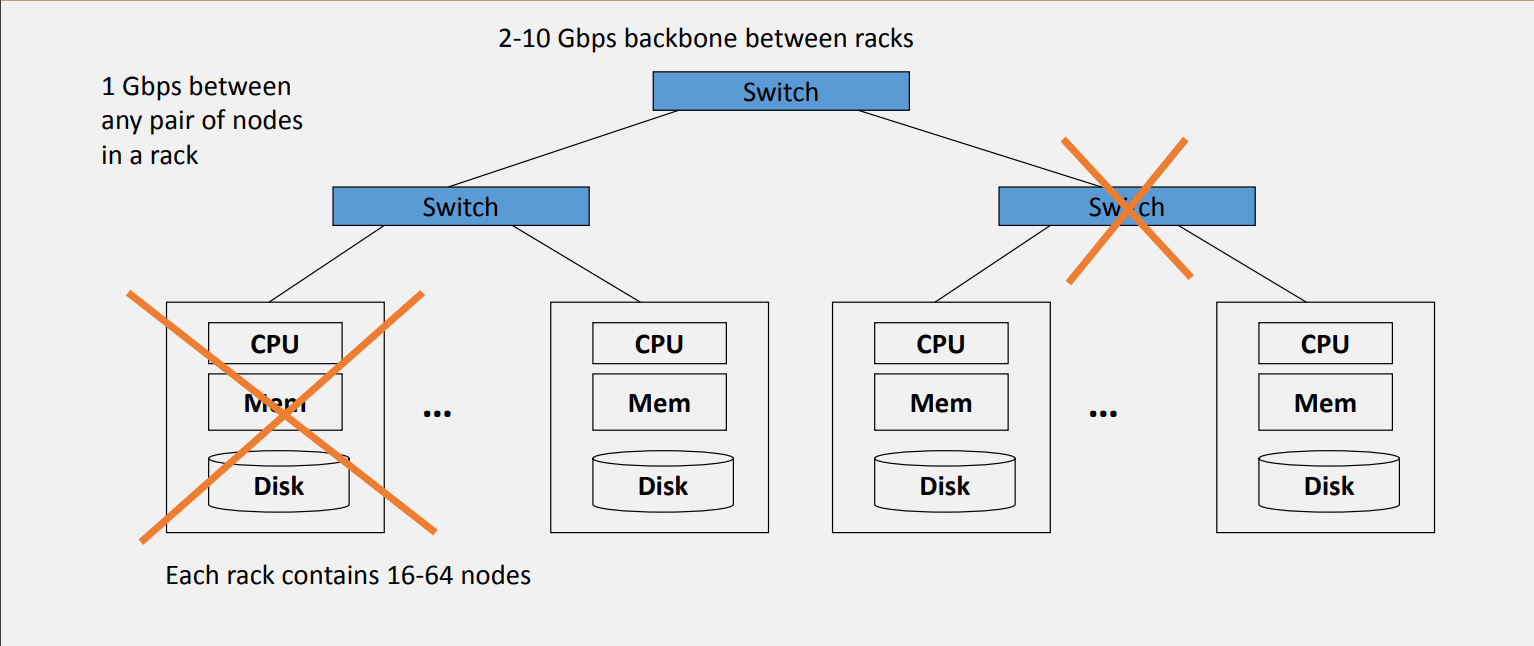 2-10 Gbps backbone between racks
1 Gbps between
any pair of nodes
in a rack
Switch
Switch
Switch
CPU
Mem
Disk
...
CPU
Mem
Disk
CPU
Mem
Disk
...
CPU
Mem
Disk
Each rack contains 16-64 nodes